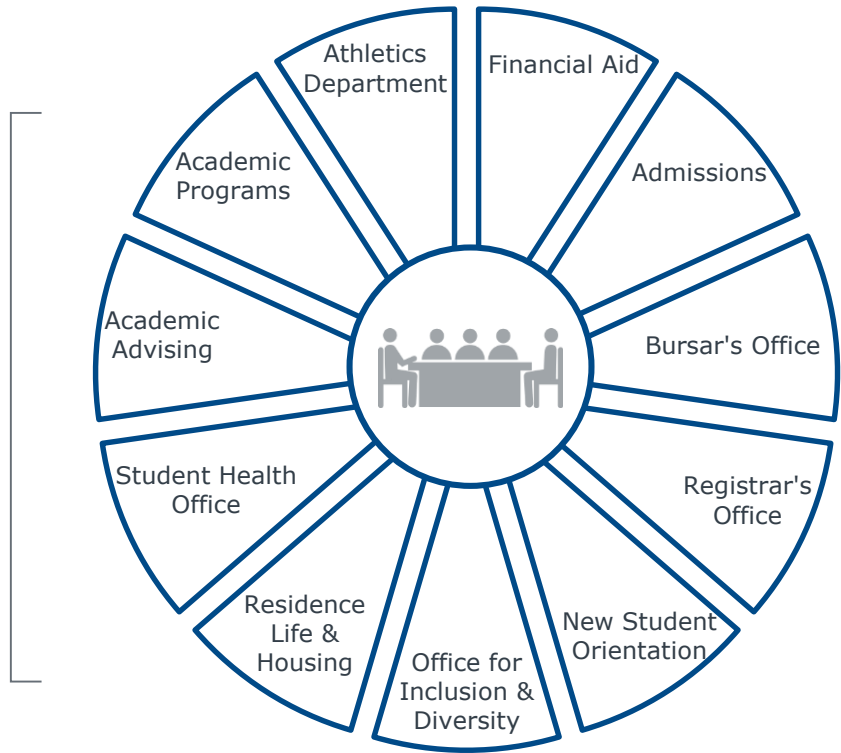 Athletics
Department
Financial Aid
Admissions
Bursar's Office
Registrar's
Office
New Student
Orientation
Office for
Inclusion &
Diversity
Residence
Life &
Housing
Student Health
Office
Academic
Advising
Academic
Programs